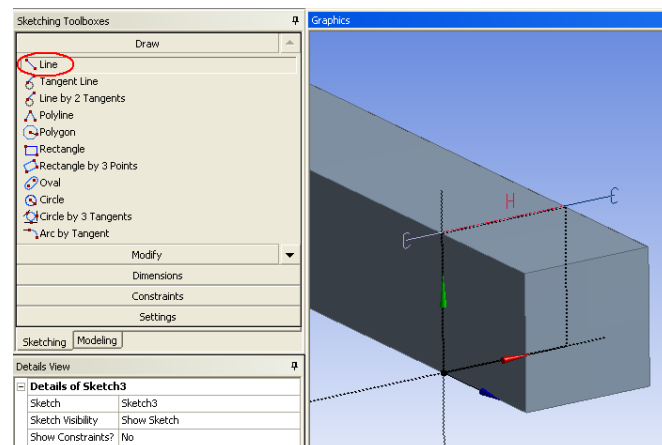 Sketching Toolboxes
Draw
Line
Tangent Line
Line by 2 Tangents
Polyline
Polygon
Rectangle
Rectangle by 3 Points
Oval
Circle
Circle by 3 Tangents
Arc by Tangent
Modify
Dimensions
Constraints
Settings
Sketching Modeling
Details View
Details of Sketch3
Sketch Sketch3
Sketch Visibility Show Sketch
Show Constraints? No
Graphics
C H C